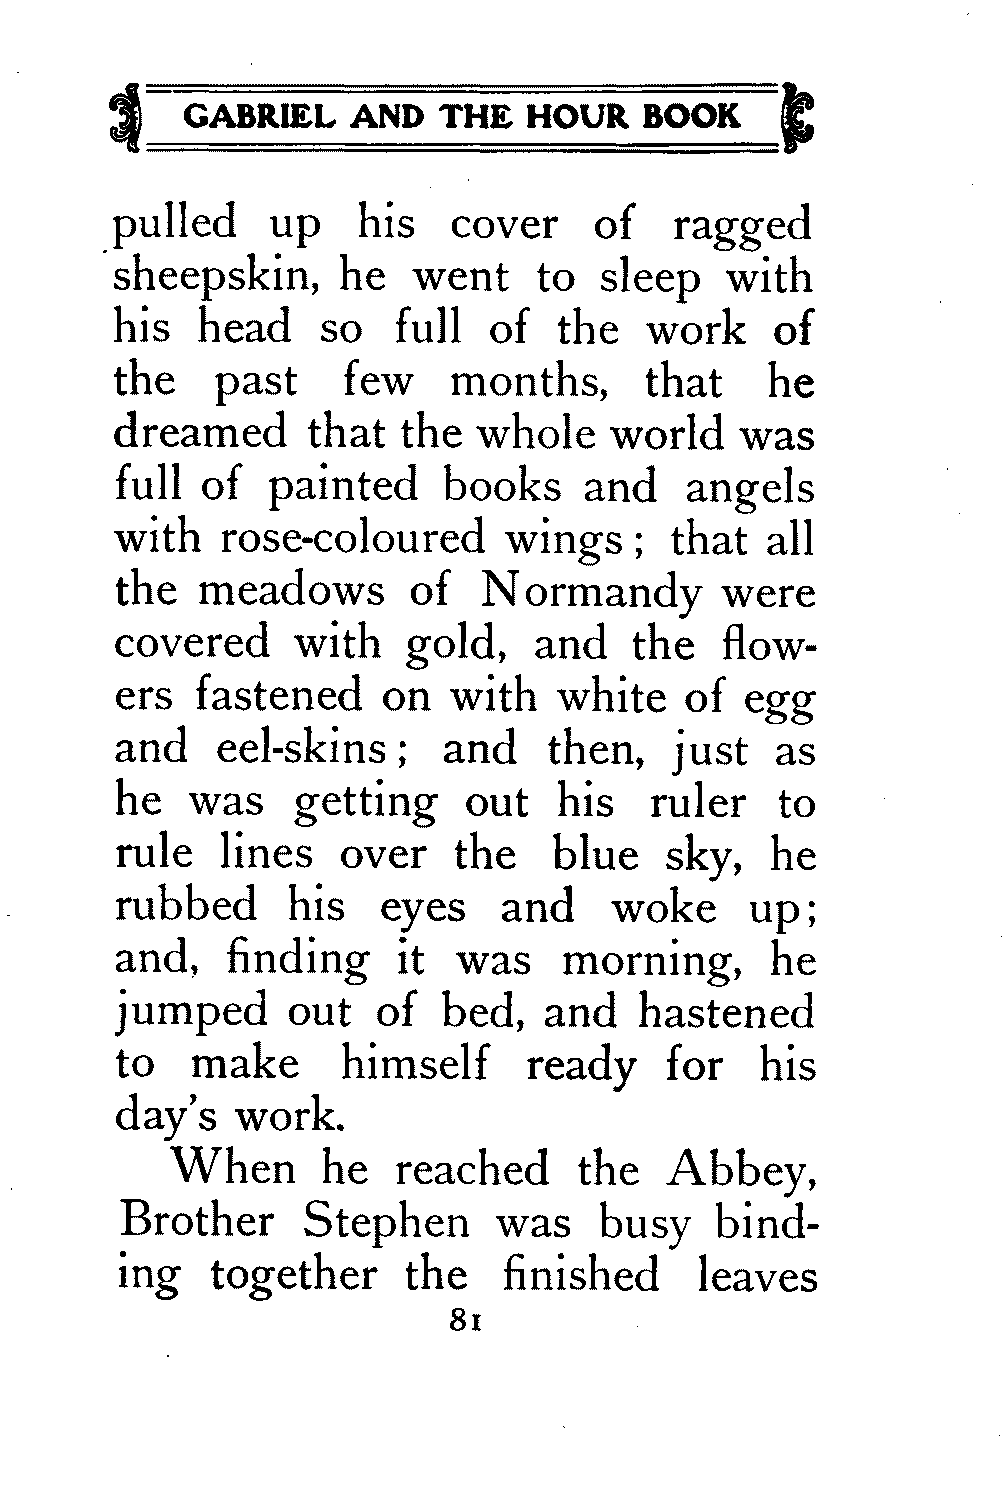 GABRIEL AND THE HOUR BOOK
pulled up his cover of ragged
sheepskin, he went to sleep with
his head so full of the work of
the past few months, that he
dreamed that the whole world was
full of painted books and angels
with rose-coloured wings; that all
the meadows of Normandy were
covered with gold, and the flow-
ers fastened on with white of egg
and eel-skins; and then, just as
he was getting out his ruler to
rule lines over the blue sky, he
rubbed his eyes and woke up;
and, finding it was morning, he
jumped out of bed, and hastened
to make himself ready for his
day's work.
When he reached the Abbey,
Brother Stephen was busy bind-
ing together the finished leaves
81